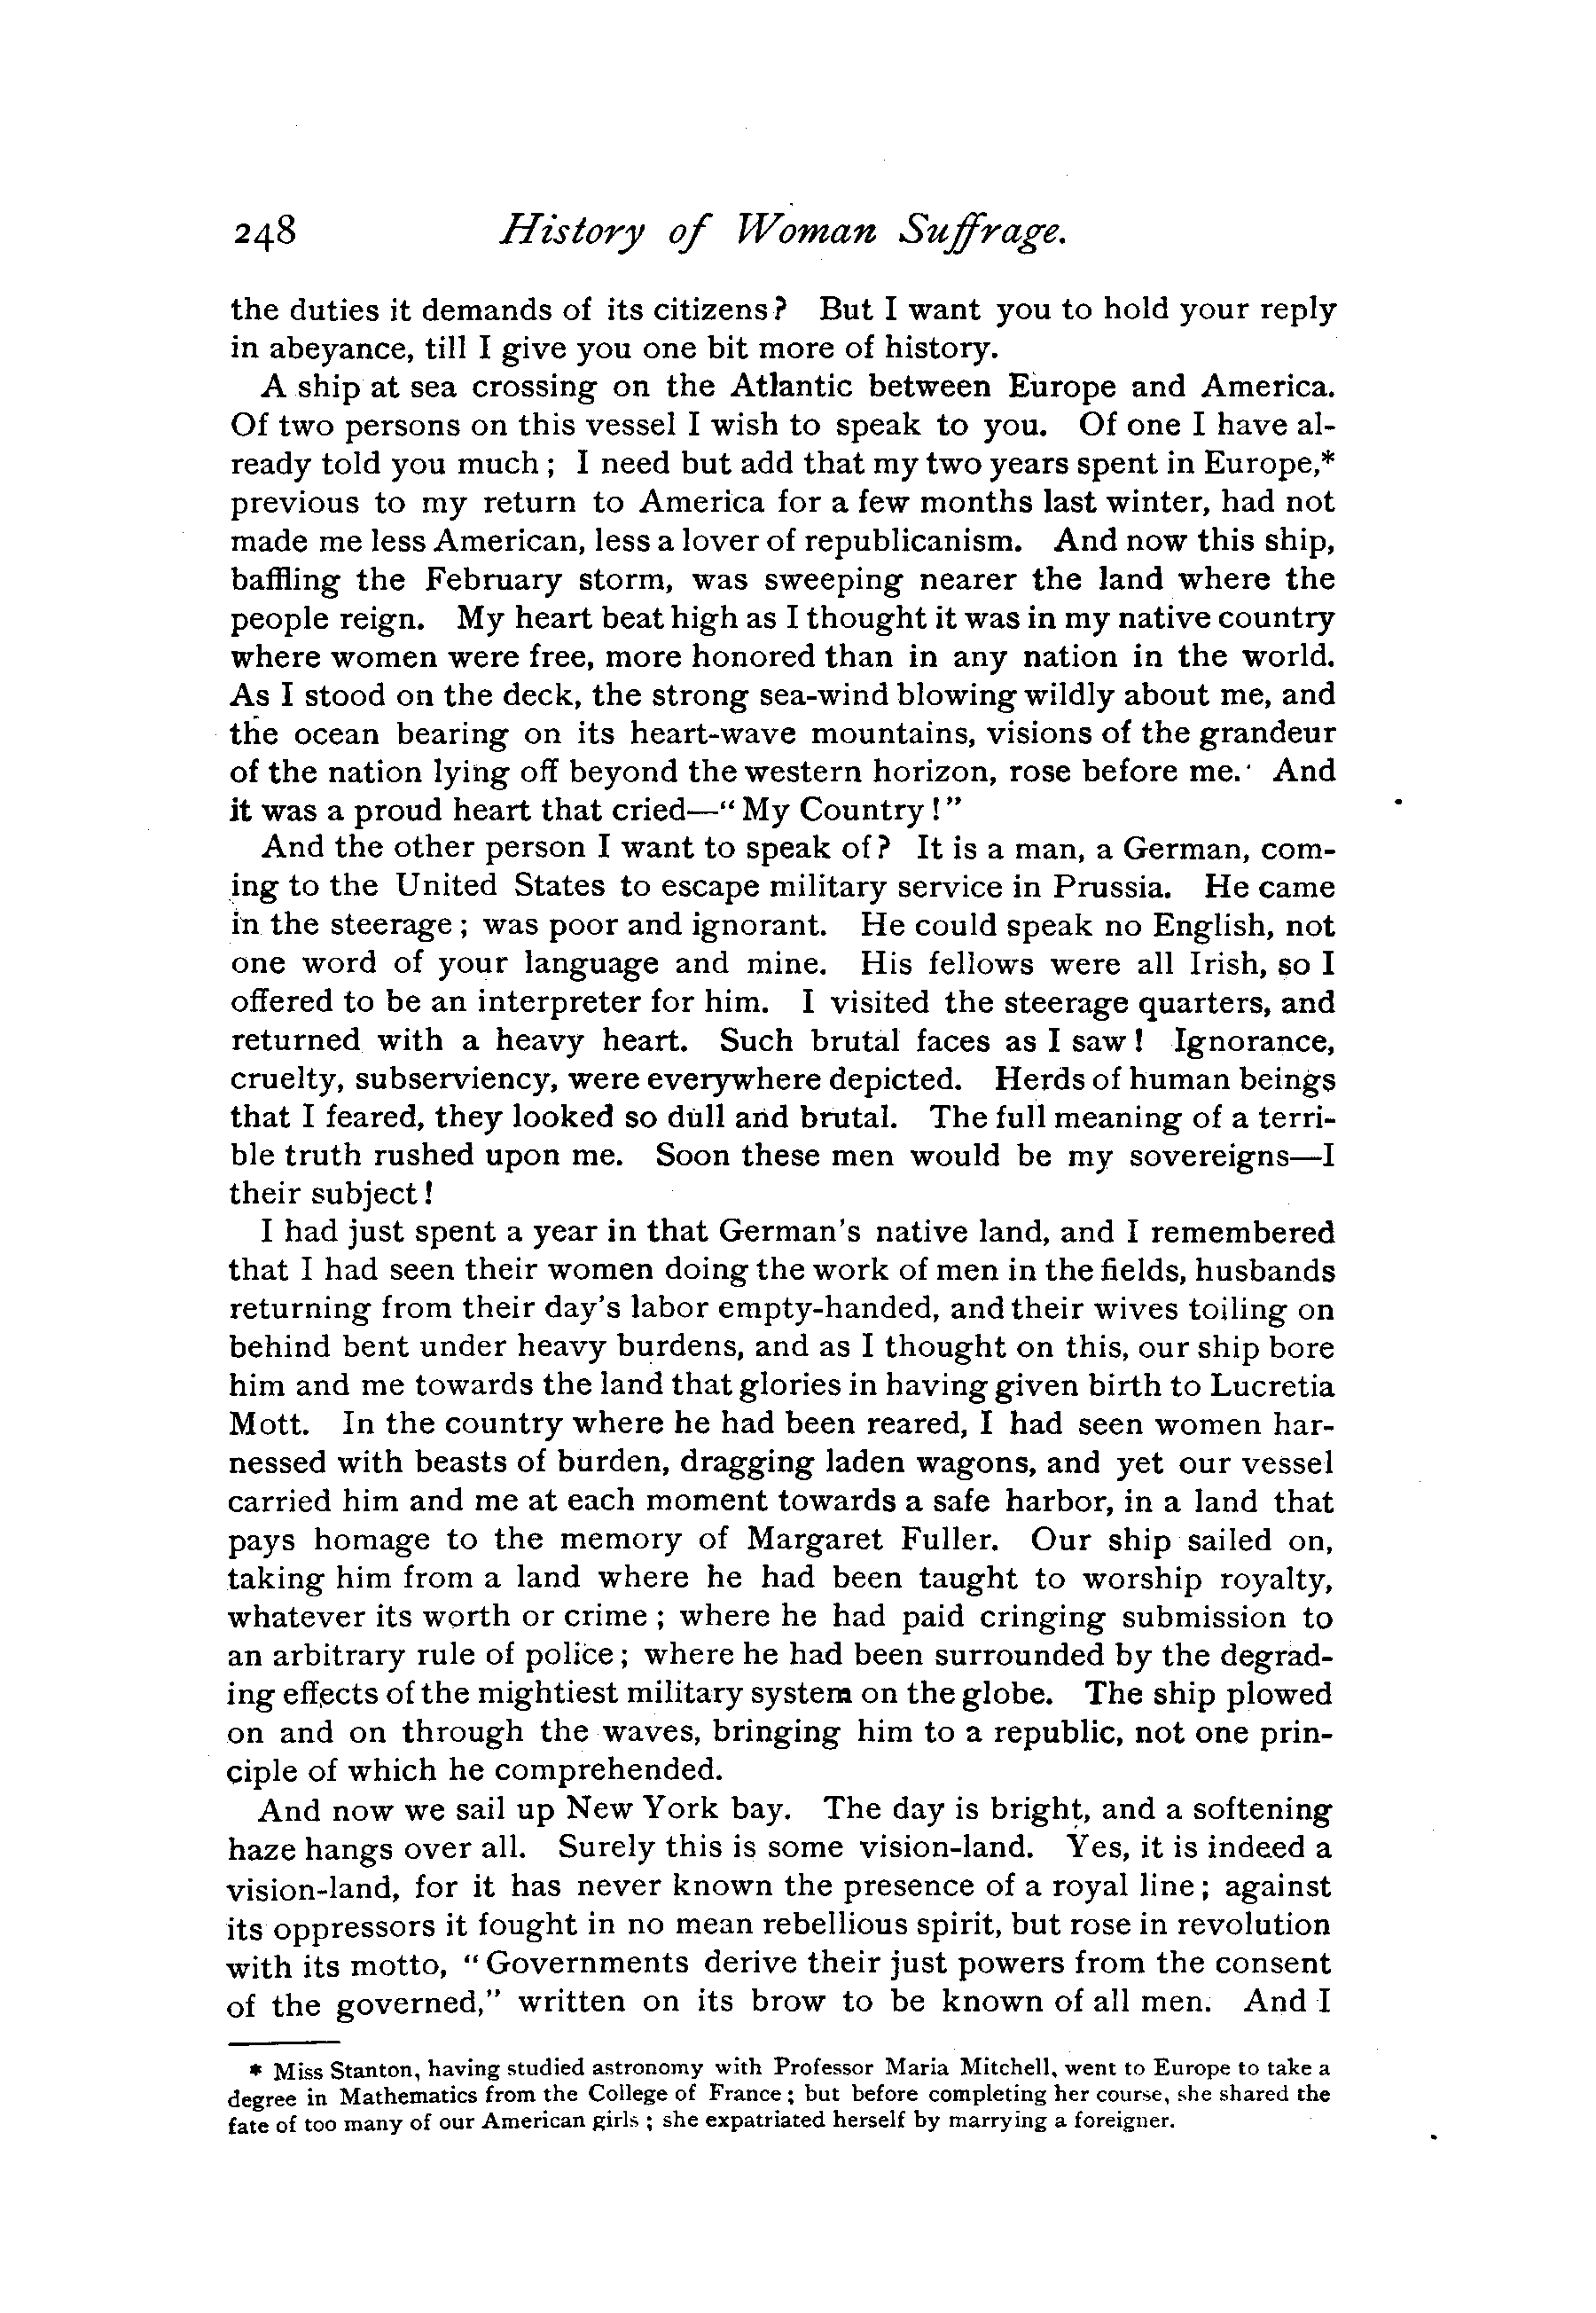 248 History of Woman Suffrage.
the duties it demands of its citizens? But I want you to hold your reply
in abeyance, till I give you one bit more of history.
A ship at sea crossing on the Atlantic between Europe and America.
Of two persons on this vessel I wish to speak to you. Of one I have al-
ready told you much; I need but add that my two years spent in Europe,*
previous to my return to America for a few months last winter, had not
made me less American, less a lover of republicanism. And now this ship,
baffling the February storm, was sweeping nearer the land where the
people reign. My heart beat high as I thought it was in my native country
where women were free, more honored than in any nation in the world.
As I stood on the deck, the strong sea-wind blowing wildly about me, and
the ocean bearing on its heart-wave mountains, visions of the grandeur
of the nation lying off beyond the western horizon, rose before me. And
it was a proud heart that cried—"My Country!"
And the other person I want to speak of? It is a man, a German, com-
ing to the United States to escape military service in Prussia. He came
in the steerage; was poor and ignorant. He could speak no English, not
one word of your language and mine. His fellows were all Irish, so I
offered to be an interpreter for him. I visited the steerage quarters, and
returned with a heavy heart. Such brutal faces as I saw! Ignorance,
cruelty, subserviency, were everywhere depicted. Herds of human beings
that I feared, they looked so dull and brutal. The full meaning of a terri-
ble truth rushed upon me. Soon these men would be my sovereigns—I
their subject!
I had just spent a year in that German's native land, and I remembered
that I had seen their women doing the work of men in the fields, husbands
returning from their day's labor empty-handed, and their wives toiling on
behind bent under heavy burdens, and as I thought on this, our ship bore
him and me towards the land that glories in having given birth to Lucretia
Mott. In the country where he had been reared, I had seen women har-
nessed with beasts of burden, dragging laden wagons, and yet our vessel
carried him and me at each moment towards a safe harbor, in a land that
pays homage to the memory of Margaret Fuller. Our ship sailed on,
taking him from a land where he had been taught to worship royalty,
whatever its worth or crime; where he had paid cringing submission to
an arbitrary rule of police; where he had been surrounded by the degrad-
ing effects of the mightiest military system on the globe. The ship plowed
on and on through the waves, bringing him to a republic, not one prin-
ciple of which he comprehended.
And now we sail up New York bay. The day is bright, and a softening
haze hangs over all. Surely this is some vision-land. Yes, it is indeed a
vision-land, for it has never known the presence of a royal line; against
its oppressors it fought in no mean rebellious spirit, but rose in revolution
with its motto, "Governments derive their just powers from the consent
of the governed," written on its brow to be known of all men. And I
* Miss Stanton, having studied astronomy with Professor Maria Mitchell, went to Europe to take a
degree in Mathematics from the College of France; but before completing her course, she shared the
fate of too many of our American girls; she expatriated herself by marrying a foreigner.